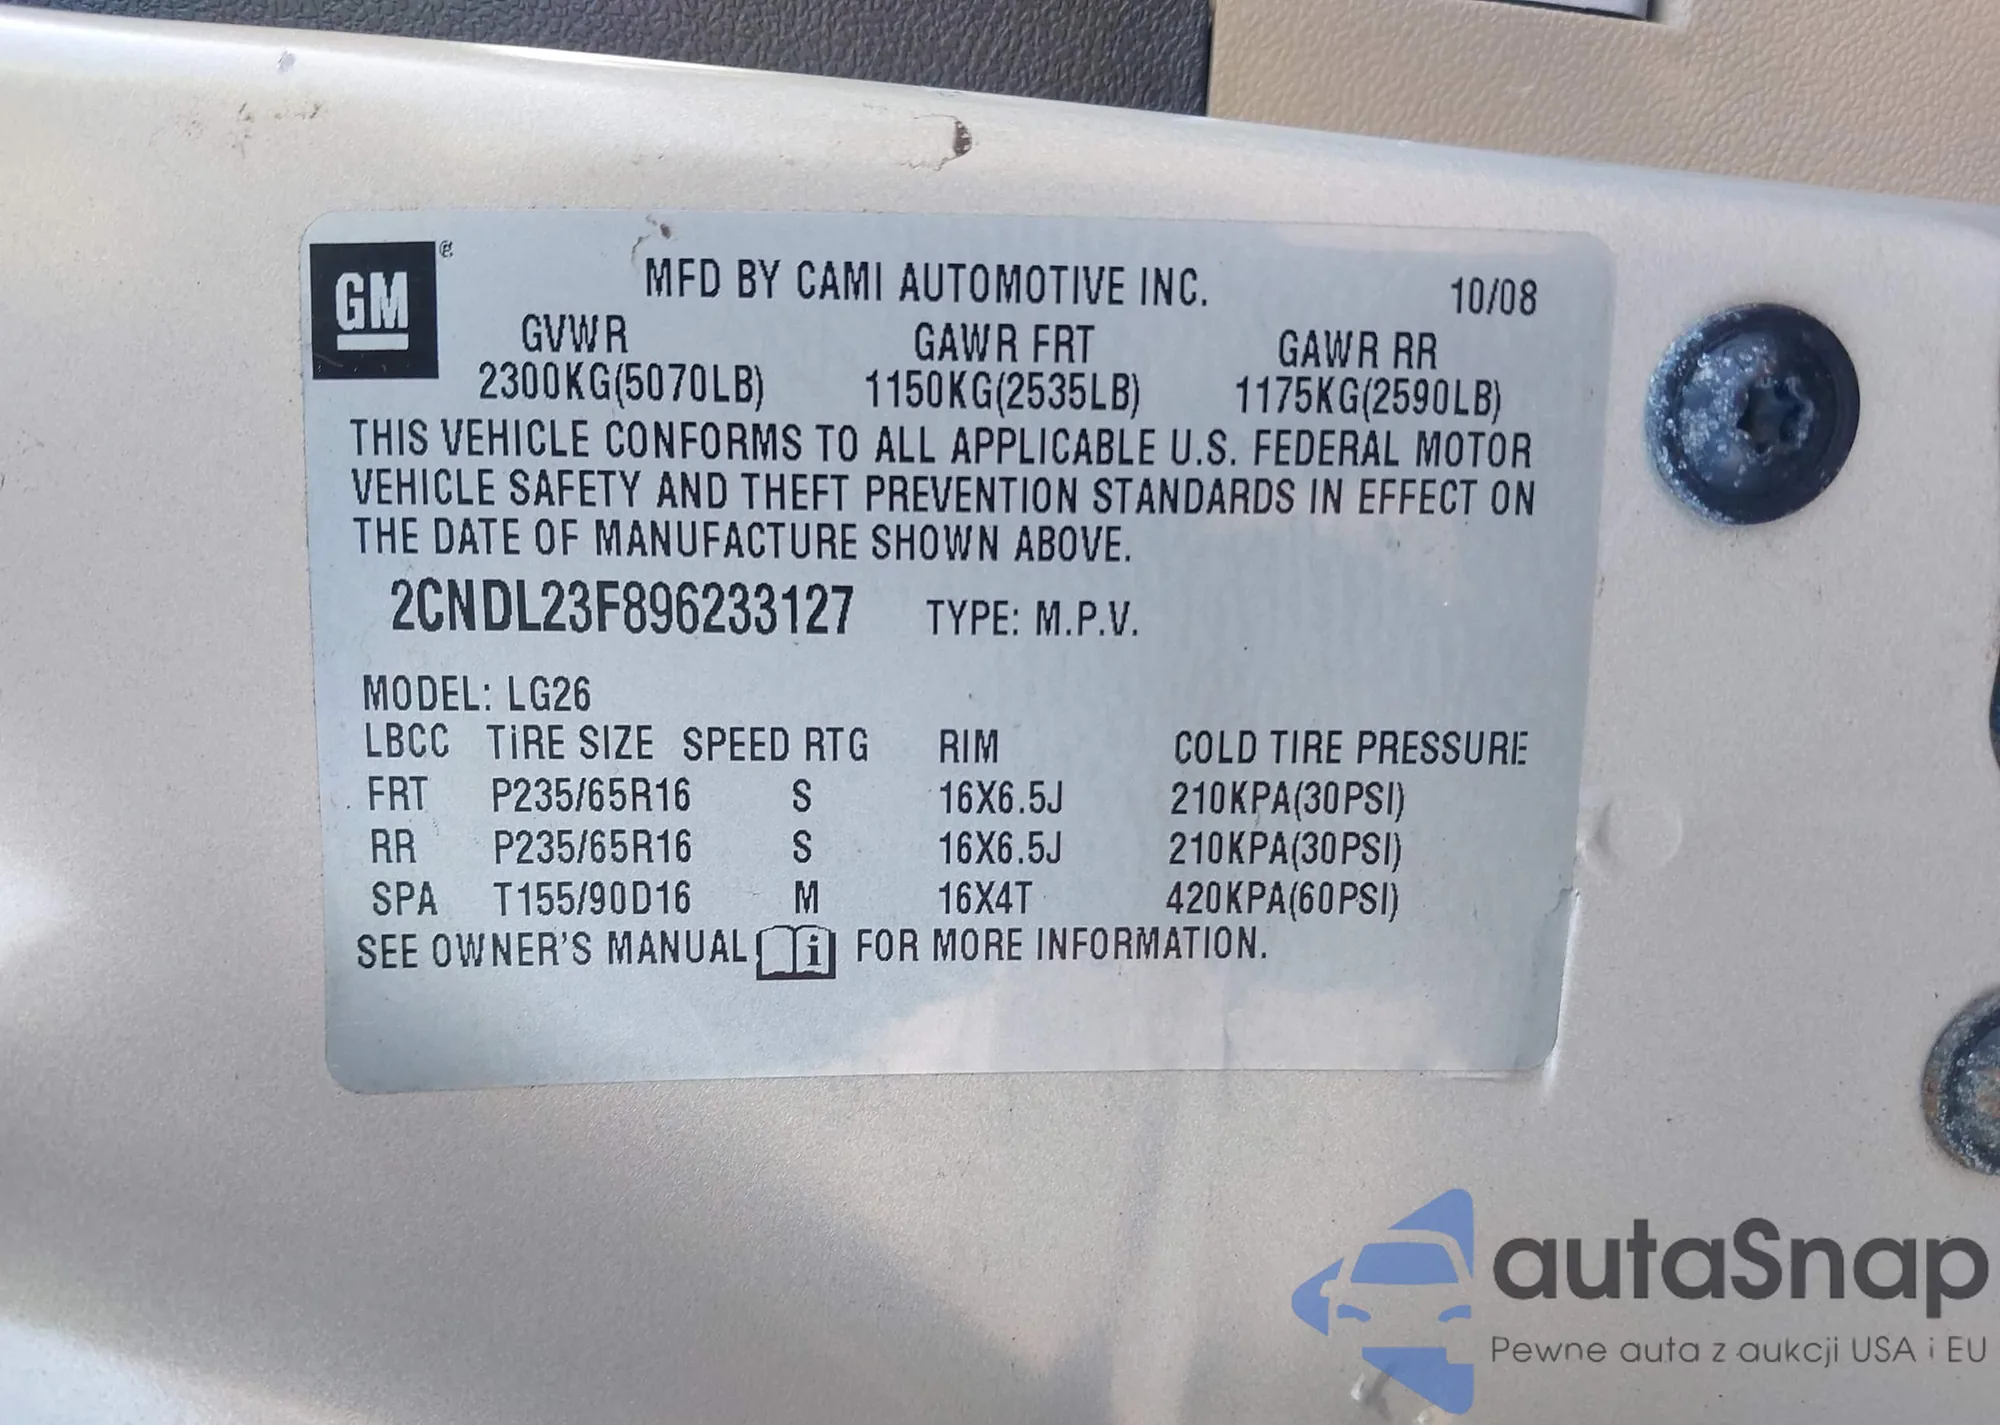 GM ®
MFD BY CAMI AUTOMOTIVE INC. 10/08
GVWR GAWR FRT GAWR RR
2300KG(5070LB) 1150KG(2535LB) 1175KG(2590LB)
THIS VEHICLE CONFORMS TO ALL APPLICABLE U.S. FEDERAL MOTOR
VEHICLE SAFETY AND THEFT PREVENTION STANDARDS IN EFFECT ON
THE DATE OF MANUFACTURE SHOWN ABOVE.
2CNDL23F896233127 TYPE: M.P.V.
MODEL: LG26
LBCC TIRE SIZE SPEED RTG RIM COLD TIRE PRESSURE
FRT P235/65R16 S 16X6.5J 210KPA(30PSI)
RR P235/65R16 S 16X6.5J 210KPA(30PSI)
SPA T155/90D16 M 16X4T 420KPA(60PSI)
SEE OWNER'S MANUAL i FOR MORE INFORMATION.
autaSnap
Pewne auta z aukcji USA i EU